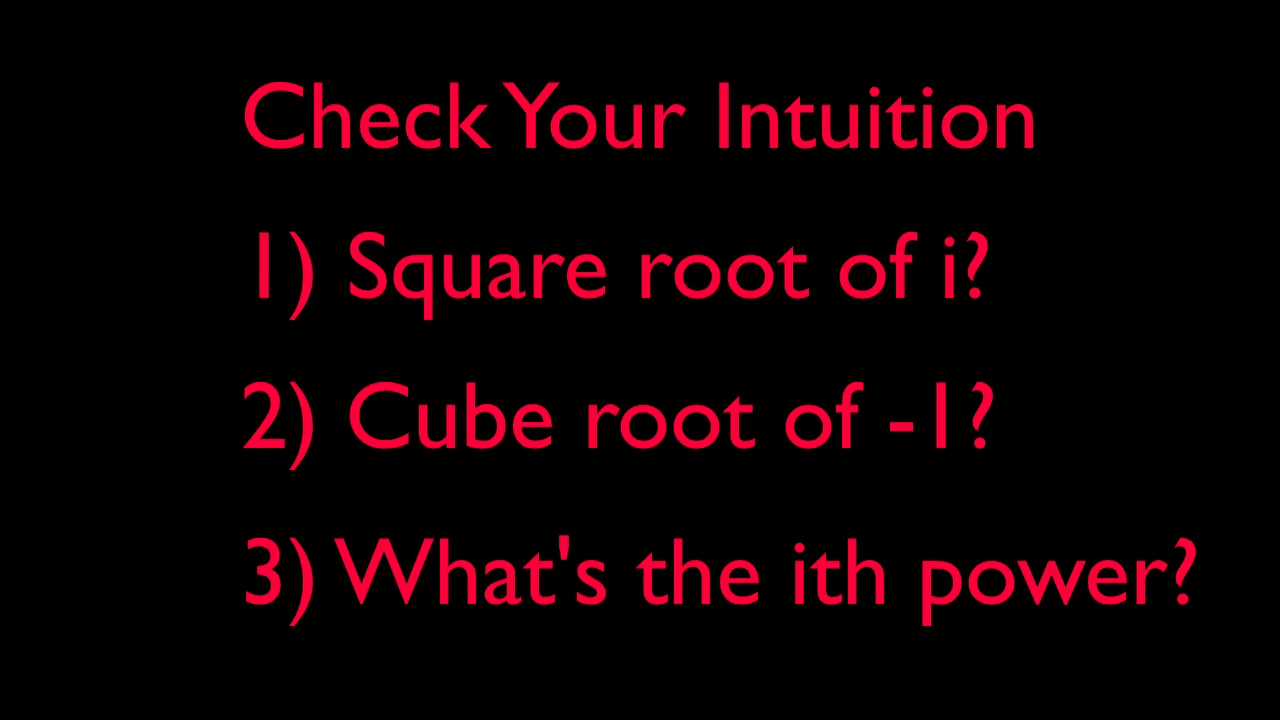 Check Your Intuition
1) Square root of i?
2) Cube root of -1?
3) What's the ith power?